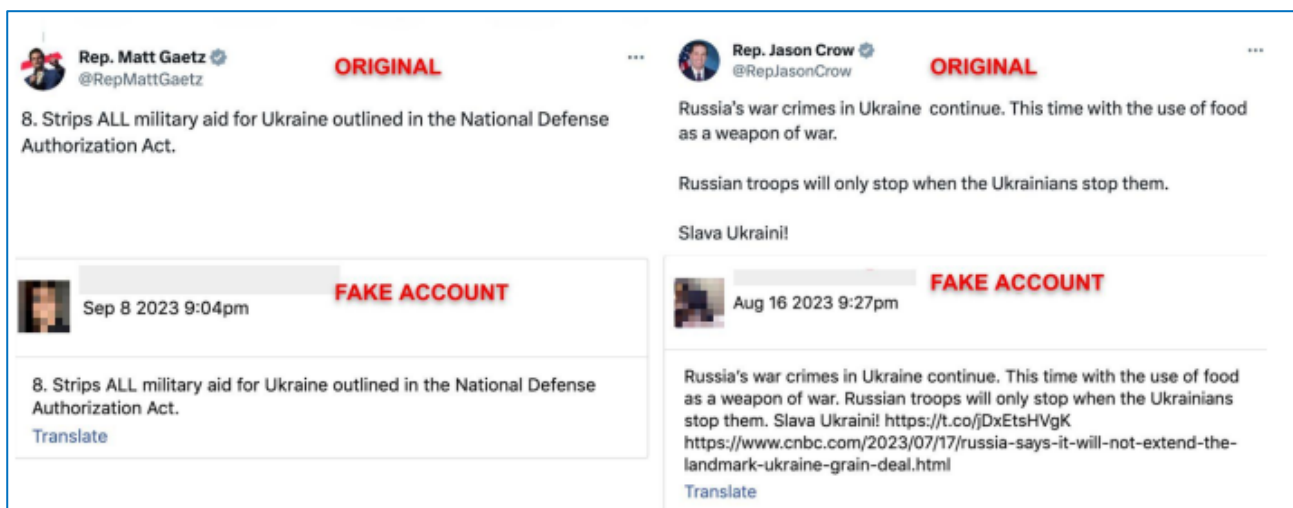 Rep. Matt Gaetz
@RepMattGaetz
ORIGINAL
...
8. Strips ALL military aid for Ukraine outlined in the National Defense
Authorization Act.
Sep 8 2023 9:04pm
FAKE ACCOUNT
8. Strips ALL military aid for Ukraine outlined in the National Defense
Authorization Act.
Translate
Rep. Jason Crow
@RepJasonCrow
ORIGINAL
...
Russia's war crimes in Ukraine continue. This time with the use of food
as a weapon of war.
Russian troops will only stop when the Ukrainians stop them.
Slava Ukraini!
FAKE ACCOUNT
Aug 16 2023 9:27pm
Russia's war crimes in Ukraine continue. This time with the use of food
as a weapon of war. Russian troops will only stop when the Ukrainians
stop them. Slava Ukraini! https://t.co/jDxEtsHVgK
https://www.cnbc.com/2023/07/17/russia-says-it-will-not-extend-the-
landmark-ukraine-grain-deal.html
Translate